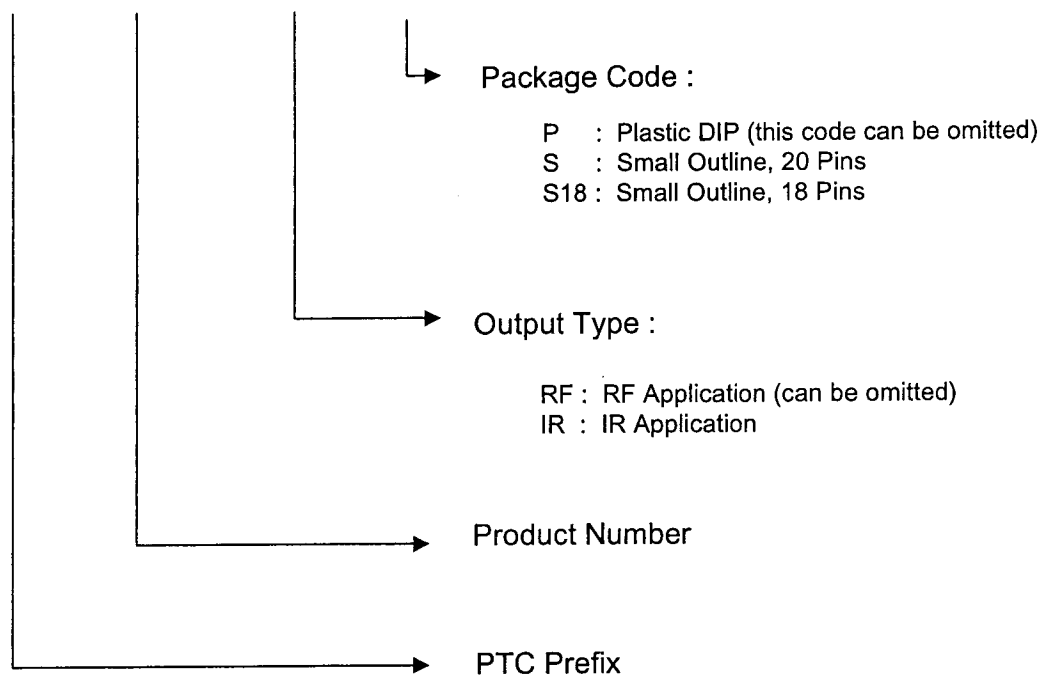 Package Code :
P : Plastic DIP (this code can be omitted)
S : Small Outline, 20 Pins
S18 : Small Outline, 18 Pins
Output Type :
RF : RF Application (can be omitted)
IR : IR Application
Product Number
PTC Prefix